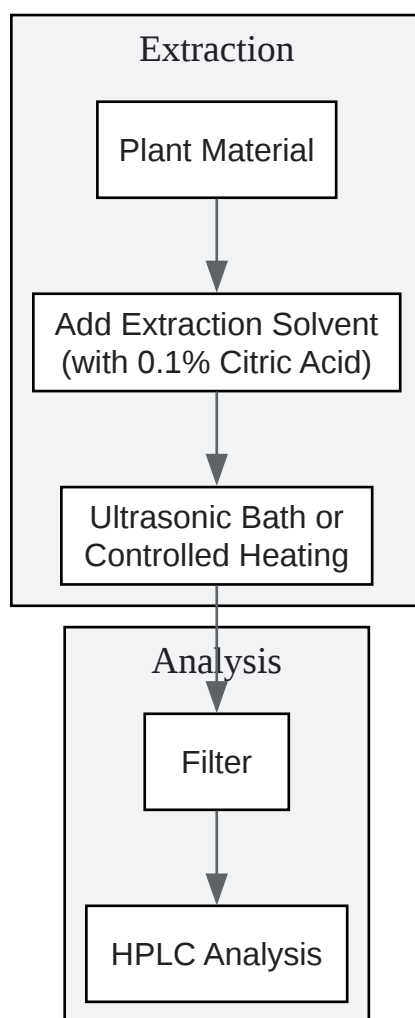 Extraction
Plant Material
Add Extraction Solvent
(with 0.1% Citric Acid)
Ultrasonic Bath or
Controlled Heating
Analysis
Filter
HPLC Analysis